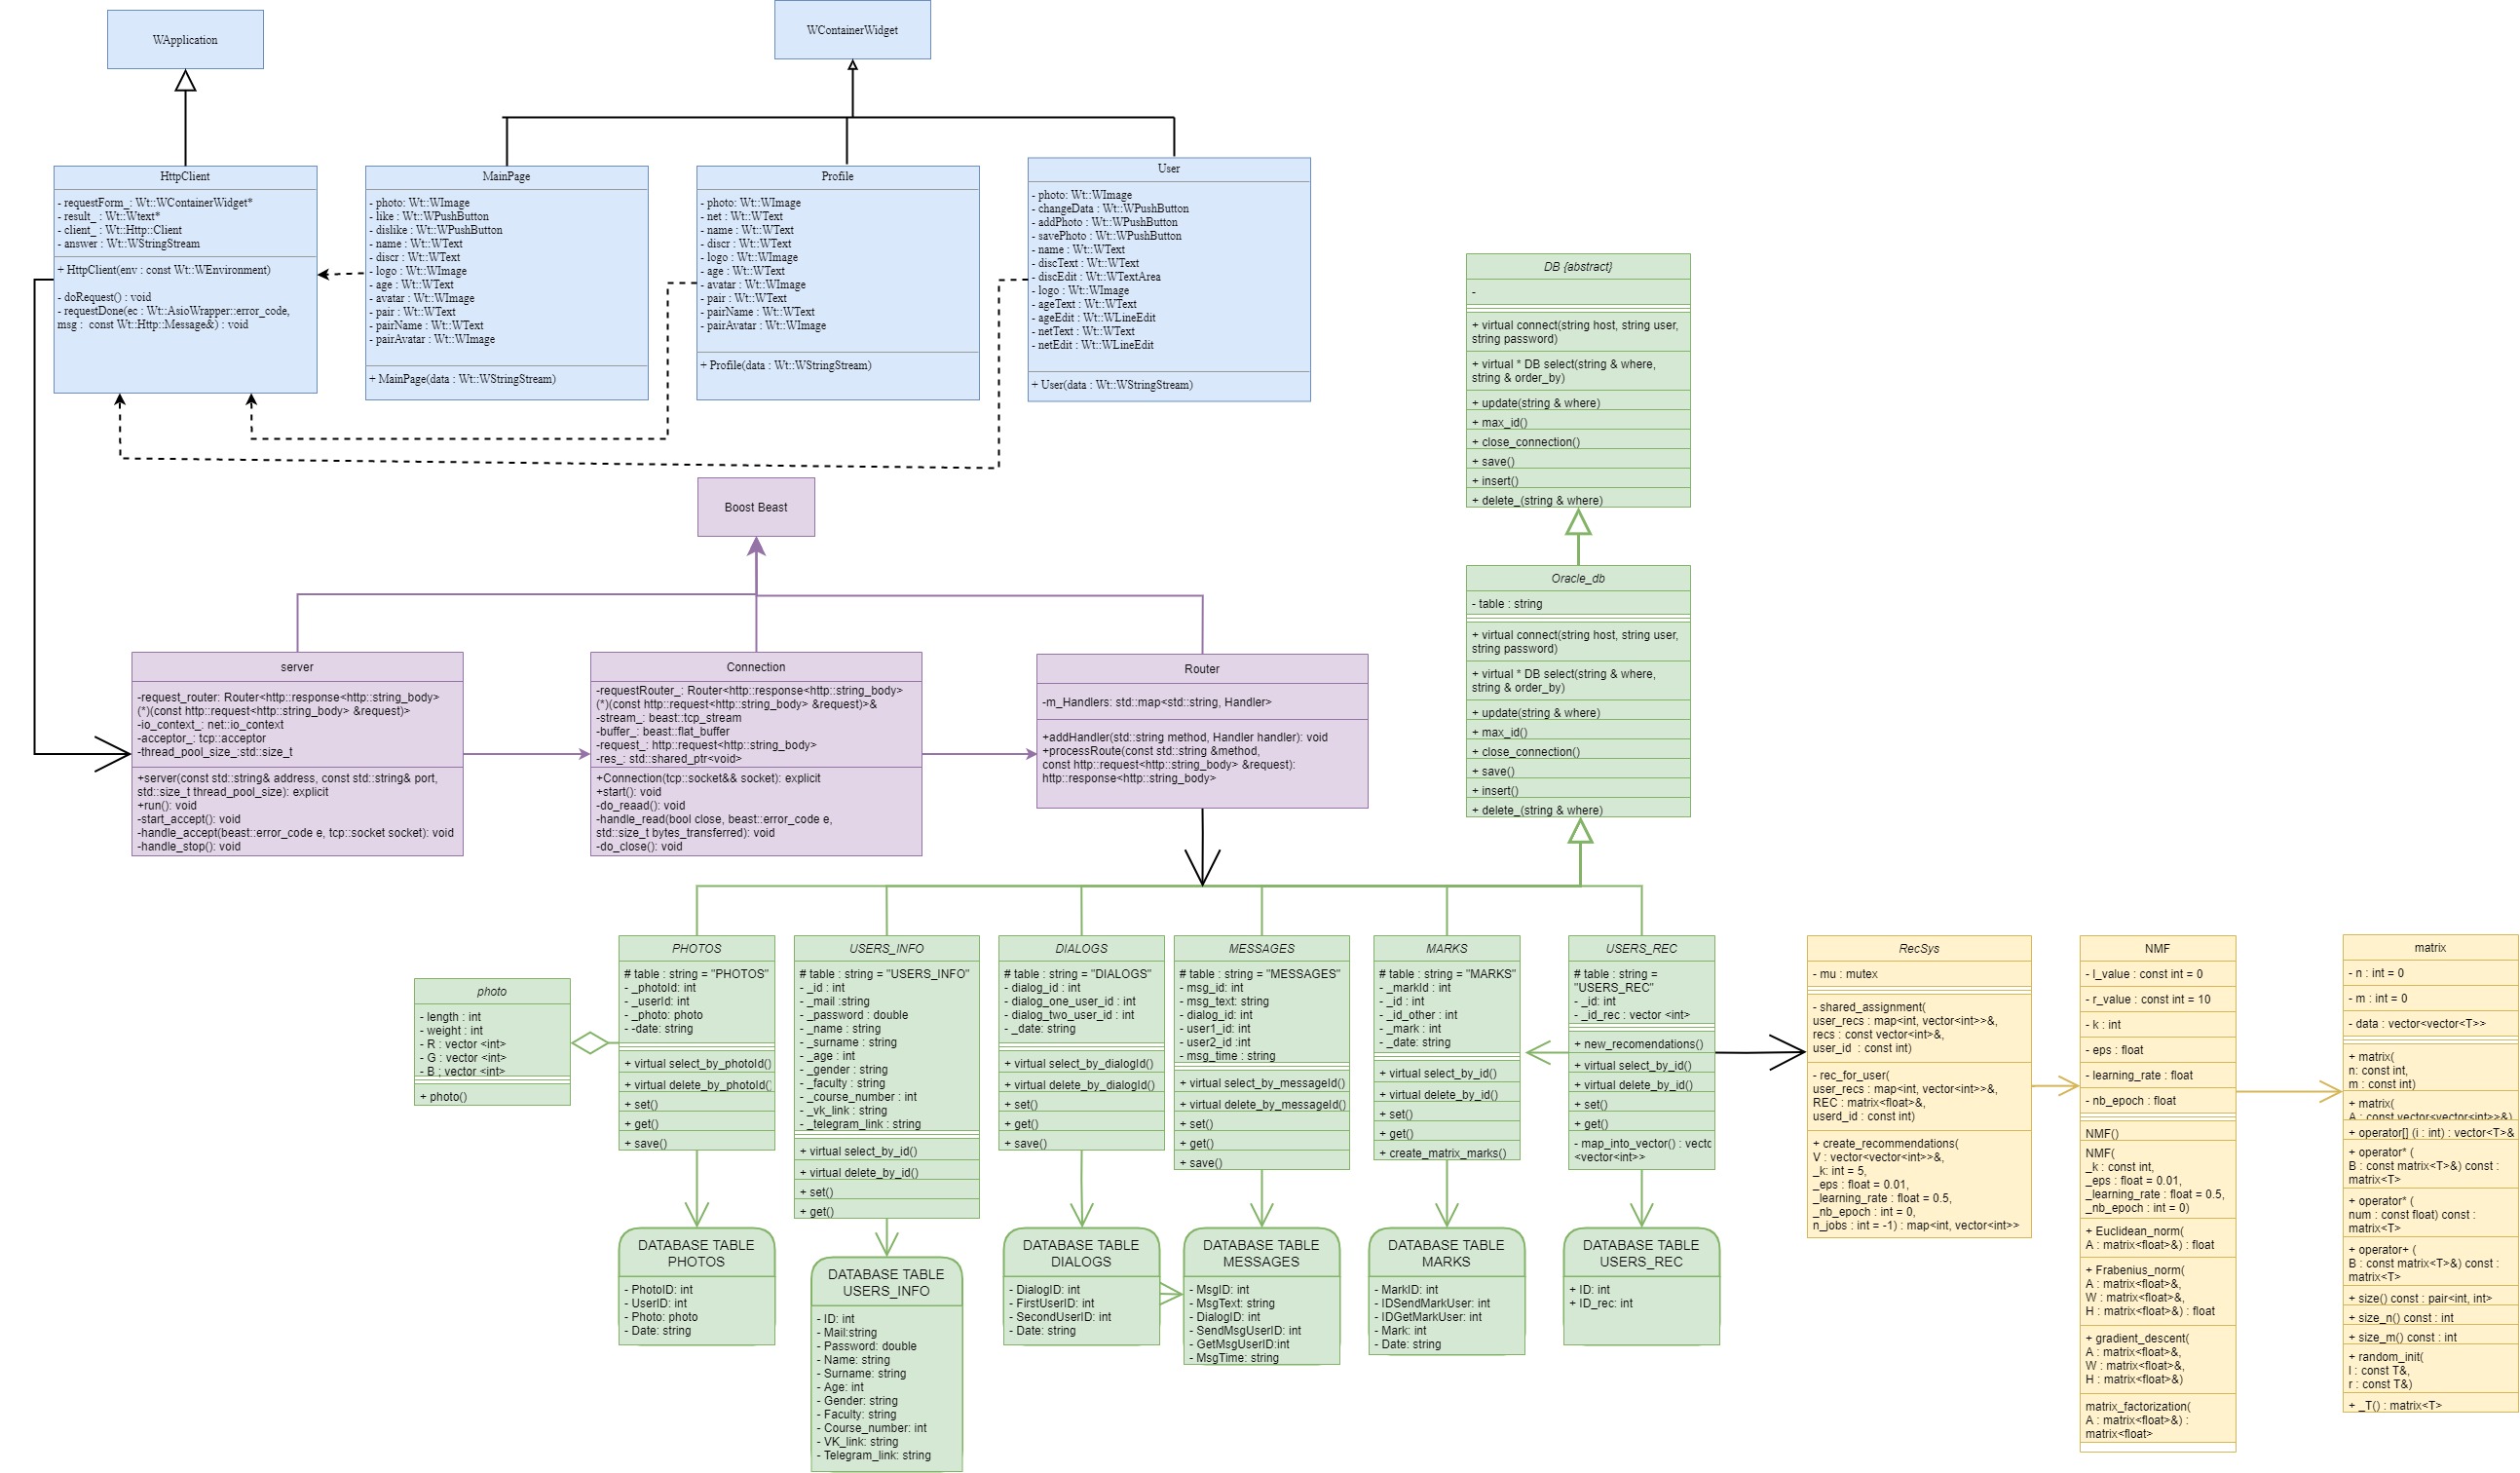 WApplication
WContainerWidget
HttpClient
- requestForm_: Wt::WContainerWidget*
- result_ : Wt::Wtext*
- client_ : Wt::Http::Client
- answer : Wt::WStringStream
+ HttpClient(env : const Wt::WEnvironment)
- doRequest() : void
- requestDone(ec : Wt::AsioWrapper::error_code,
msg :  const Wt::Http::Message&) : void
MainPage
- photo: Wt::WImage
- like : Wt::WPushButton
- dislike : Wt::WPushButton
- name : Wt::WText
- discr : Wt::WText
- logo : Wt::WImage
- age : Wt::WText
- avatar : Wt::WImage
- pair : Wt::WText
- pairName : Wt::WText
- pairAvatar : Wt::WImage
+ MainPage(data : Wt::WStringStream)
Profile
- photo: Wt::WImage
- net : Wt::WText
- name : Wt::WText
- discr : Wt::WText
- logo : Wt::WImage
- age : Wt::WText
- avatar : Wt::WImage
- pair : Wt::WText
- pairName : Wt::WText
- pairAvatar : Wt::WImage
+ Profile(data : Wt::WStringStream)
User
- photo: Wt::WImage
- changeData : Wt::WPushButton
- addPhoto : Wt::WPushButton
- savePhoto : Wt::WPushButton
- name : Wt::WText
- discText : Wt::WText
- discEdit : Wt::WTextArea
- logo : Wt::WImage
- ageText : Wt::WText
- ageEdit : Wt::WLineEdit
- netText : Wt::WText
- netEdit : Wt::WLineEdit
+ User(data : Wt::WStringStream)
DB {abstract}
-
+ virtual connect(string host, string user,
string password)
+ virtual * DB select(string & where,
string & order_by)
+ update(string & where)
+ max_id()
+ close_connection()
+ save()
+ insert()
+ delete_(string & where)
Boost Beast
Oracle_db
- table : string
+ virtual connect(string host, string user,
string password)
+ virtual * DB select(string & where,
string & order_by)
+ update(string & where)
+ max_id()
+ close_connection()
+ save()
+ insert()
+ delete_(string & where)
server
-request_router: Router<http::response<http::string_body>
(*)(const http::request<http::string_body> &request)>
-io_context_: net::io_context
-acceptor_: tcp::acceptor
-thread_pool_size_:std::size_t
+server(const std::string& address, const std::string& port,
std::size_t thread_pool_size): explicit
+run(): void
-start_accept(): void
-handle_accept(beast::error_code e, tcp::socket socket): void
-handle_stop(): void
Connection
-requestRouter_: Router<http::response<http::string_body>
(*)(const http::request<http::string_body> &request)>&
-stream_: beast::tcp_stream
-buffer_: beast::flat_buffer
-request_: http::request<http::string_body>
-res_: std::shared_ptr<void>
+Connection(tcp::socket&& socket): explicit
+start(): void
-do_reaad(): void
-handle_read(bool close, beast::error_code e,
std::size_t bytes_transferred): void
-do_close(): void
Router
-m_Handlers: std::map<std::string, Handler>
+addHandler(std::string method, Handler handler): void
+processRoute(const std::string &method,
const http::request<http::string_body> &request):
http::response<http::string_body>
photo
- length : int
- weight : int
- R : vector <int>
- G : vector <int>
- B ; vector <int>
+ photo()
PHOTOS
# table : string = "PHOTOS"
- _photoId: int
- _userId: int
- _photo: photo
- -date: string
+ virtual select_by_photoId()
+ virtual delete_by_photoId()
+ set()
+ get()
+ save()
USERS_INFO
# table : string = "USERS_INFO"
- _id : int
- _mail :string
- _password : double
- _name : string
- _surname : string
- _age : int
- _gender : string
- _faculty : string
- _course_number : int
- _vk_link : string
- _telegram_link : string
+ virtual select_by_id()
+ virtual delete_by_id()
+ set()
+ get()
DIALOGS
# table : string = "DIALOGS"
- dialog_id : int
- dialog_one_user_id : int
- dialog_two_user_id : int
- _date: string
+ virtual select_by_dialogId()
+ virtual delete_by_dialogId()
+ set()
+ get()
+ save()
MESSAGES
# table : string = "MESSAGES"
- msg_id: int
- msg_text: string
- dialog_id: int
- user1_id: int
- user2_id :int
- msg_time : string
+ virtual select_by_messageId()
+ virtual delete_by_messageId()
+ set()
+ get()
+ save()
MARKS
# table : string = "MARKS"
- _markId : int
- _id : int
- _id_other : int
- _mark : int
- _date: string
+ virtual select_by_id()
+ virtual delete_by_id()
+ set()
+ get()
+ create_matrix_marks()
USERS_REC
# table : string =
"USERS_REC"
- _id: int
- _id_rec : vector <int>
+ new_recomendations()
+ virtual select_by_id()
+ virtual delete_by_id()
+ set()
+ get()
- map_into_vector() : vectc
<vector<int>>
RecSys
- mu : mutex
- shared_assignment(
user_recs : map<int, vector<int>>&,
recs : const vector<int>&,
user_id  : const int)
- rec_for_user(
user_recs : map<int, vector<int>>&,
REC : matrix<float>&,
userd_id : const int)
+ create_recommendations(
V : vector<vector<int>>&,
_k: int = 5,
_eps : float = 0.01,
_learning_rate : float = 0.5,
_nb_epoch : int = 0,
n_jobs : int = -1) : map<int, vector<int>>
NMF
- l_value : const int = 0
- r_value : const int = 10
- k : int
- eps : float
- learning_rate : float
- nb_epoch : float
NMF()
NMF(
_k : const int,
_eps : float = 0.01,
_learning_rate : float = 0.5,
_nb_epoch : int = 0)
+ Euclidean_norm(
A : matrix<float>&) : float
+ Frabenius_norm(
A : matrix<float>&,
W : matrix<float>&,
H : matrix<float>&) : float
+ gradient_descent(
A : matrix<float>&,
W : matrix<float>&,
H : matrix<float>&)
matrix_factorization(
A : matrix<float>&) :
matrix<float>
matrix
- n : int = 0
- m : int = 0
- data : vector<vector<T>>
+ matrix(
n: const int,
m : const int)
+ matrix(
A : const vector<vector<int>>&)
+ operator[] (i : int) : vector<T>&
+ operator* (
B : const matrix<T>&) const :
matrix<T>
+ operator* (
num : const float) const :
matrix<T>
+ operator+ (
B : const matrix<T>&) const :
matrix<T>
+ size() const : pair<int, int>
+ size_n() const : int
+ size_m() const : int
+ random_init(
l : const T&,
r : const T&)
+ _T() : matrix<T>
DATABASE TABLE
PHOTOS
- PhotoID: int
- UserID: int
- Photo: photo
- Date: string
DATABASE TABLE
USERS_INFO
- ID: int
- Mail:string
- Password: double
- Name: string
- Surname: string
- Age: int
- Gender: string
- Faculty: string
- Course_number: int
- VK_link: string
- Telegram_link: string
DATABASE TABLE
DIALOGS
- DialogID: int
- FirstUserID: int
- SecondUserID: int
- Date: string
DATABASE TABLE
MESSAGES
- MsgID: int
- MsgText: string
- DialogID: int
- SendMsgUserID: int
- GetMsgUserID:int
- MsgTime: string
DATABASE TABLE
MARKS
- MarkID: int
- IDSendMarkUser: int
- IDGetMarkUser: int
- Mark: int
- Date: string
DATABASE TABLE
USERS_REC
+ ID: int
+ ID_rec: int